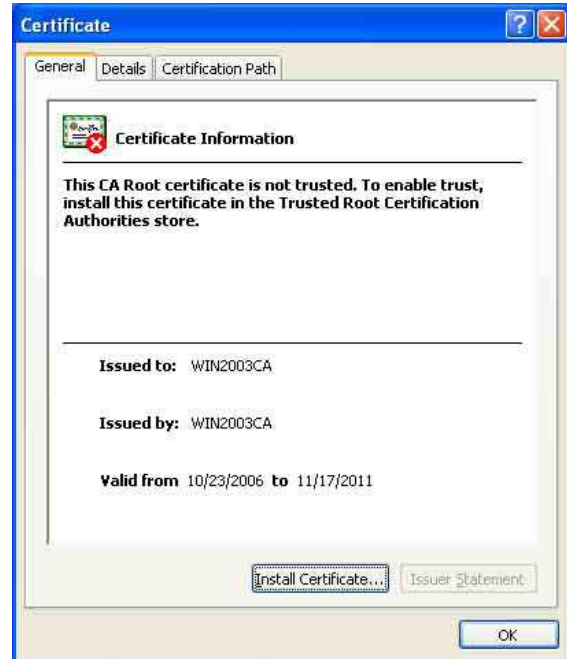 Certificate
General Details Certification Path
Certificate Information
This CA Root certificate is not trusted. To enable trust,
install this certificate in the Trusted Root Certification
Authorities store.
Issued to: WIN2003CA
Issued by: WIN2003CA
Valid from 10/23/2006 to 11/17/2011
Install Certificate... Issuer Statement
OK